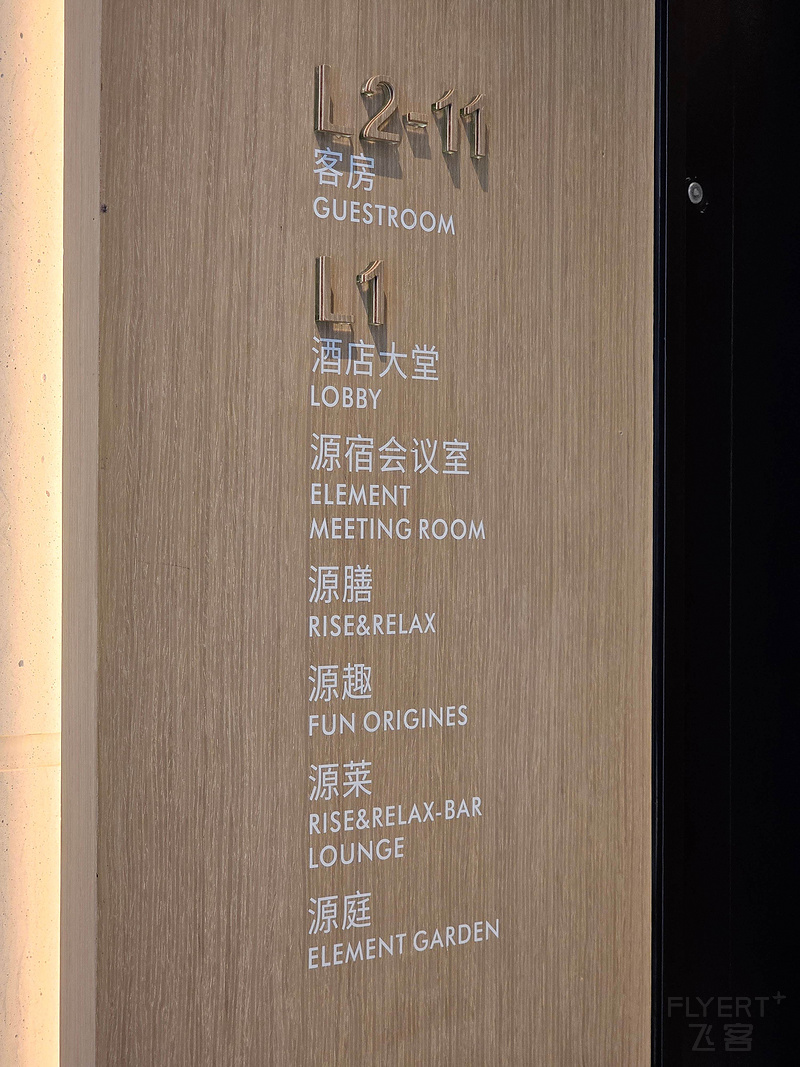 L2-11
客房
GUESTROOM
L1
酒店大堂
LOBBY
源宿会议室
ELEMENT
MEETING ROOM
源膳
RISE&RELAX
源趣
FUN ORIGINES
源莱
RISE&RELAX-BAR
LOUNGE
源庭
ELEMENT GARDEN
FLYERT+
飞客